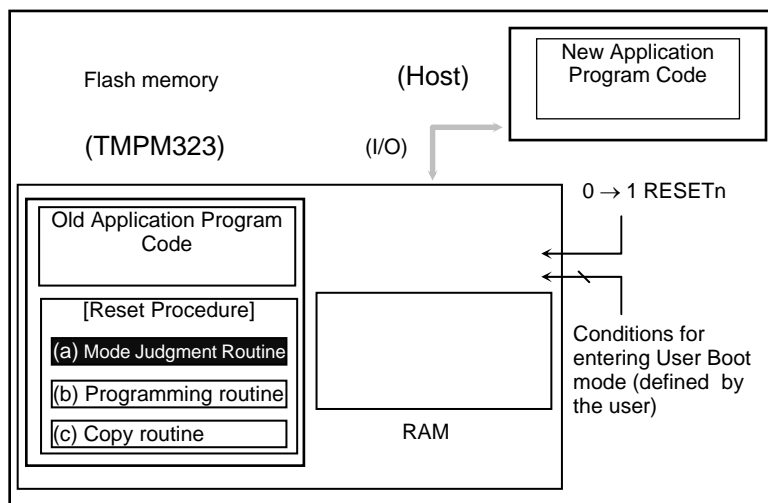 New Application
Program Code
(Host)
Flash memory
(TMPM323)
(I/O)
0 → 1 RESETn
Old Application Program
Code
[Reset Procedure]
(a) Mode Judgment Routine
(b) Programming routine
(c) Copy routine
RAM
Conditions for
entering User Boot
mode (defined by
the user)